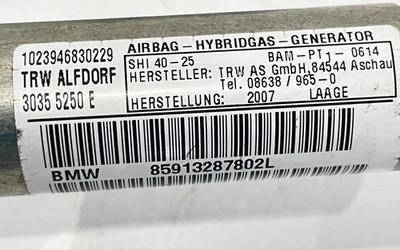 1023946830229
TRW ALFDORF
3035 5250 E
AIRBAG-HYBRIDGAS-GENERATOR
SHI 40-25 BAM-PT1-0614
HERSTELLER: TRW AS GmbH,84544 Aschau
Tel. 08638 / 965-0
HERSTELLUNG: 2007 LAAGE
BMW 85913287802L